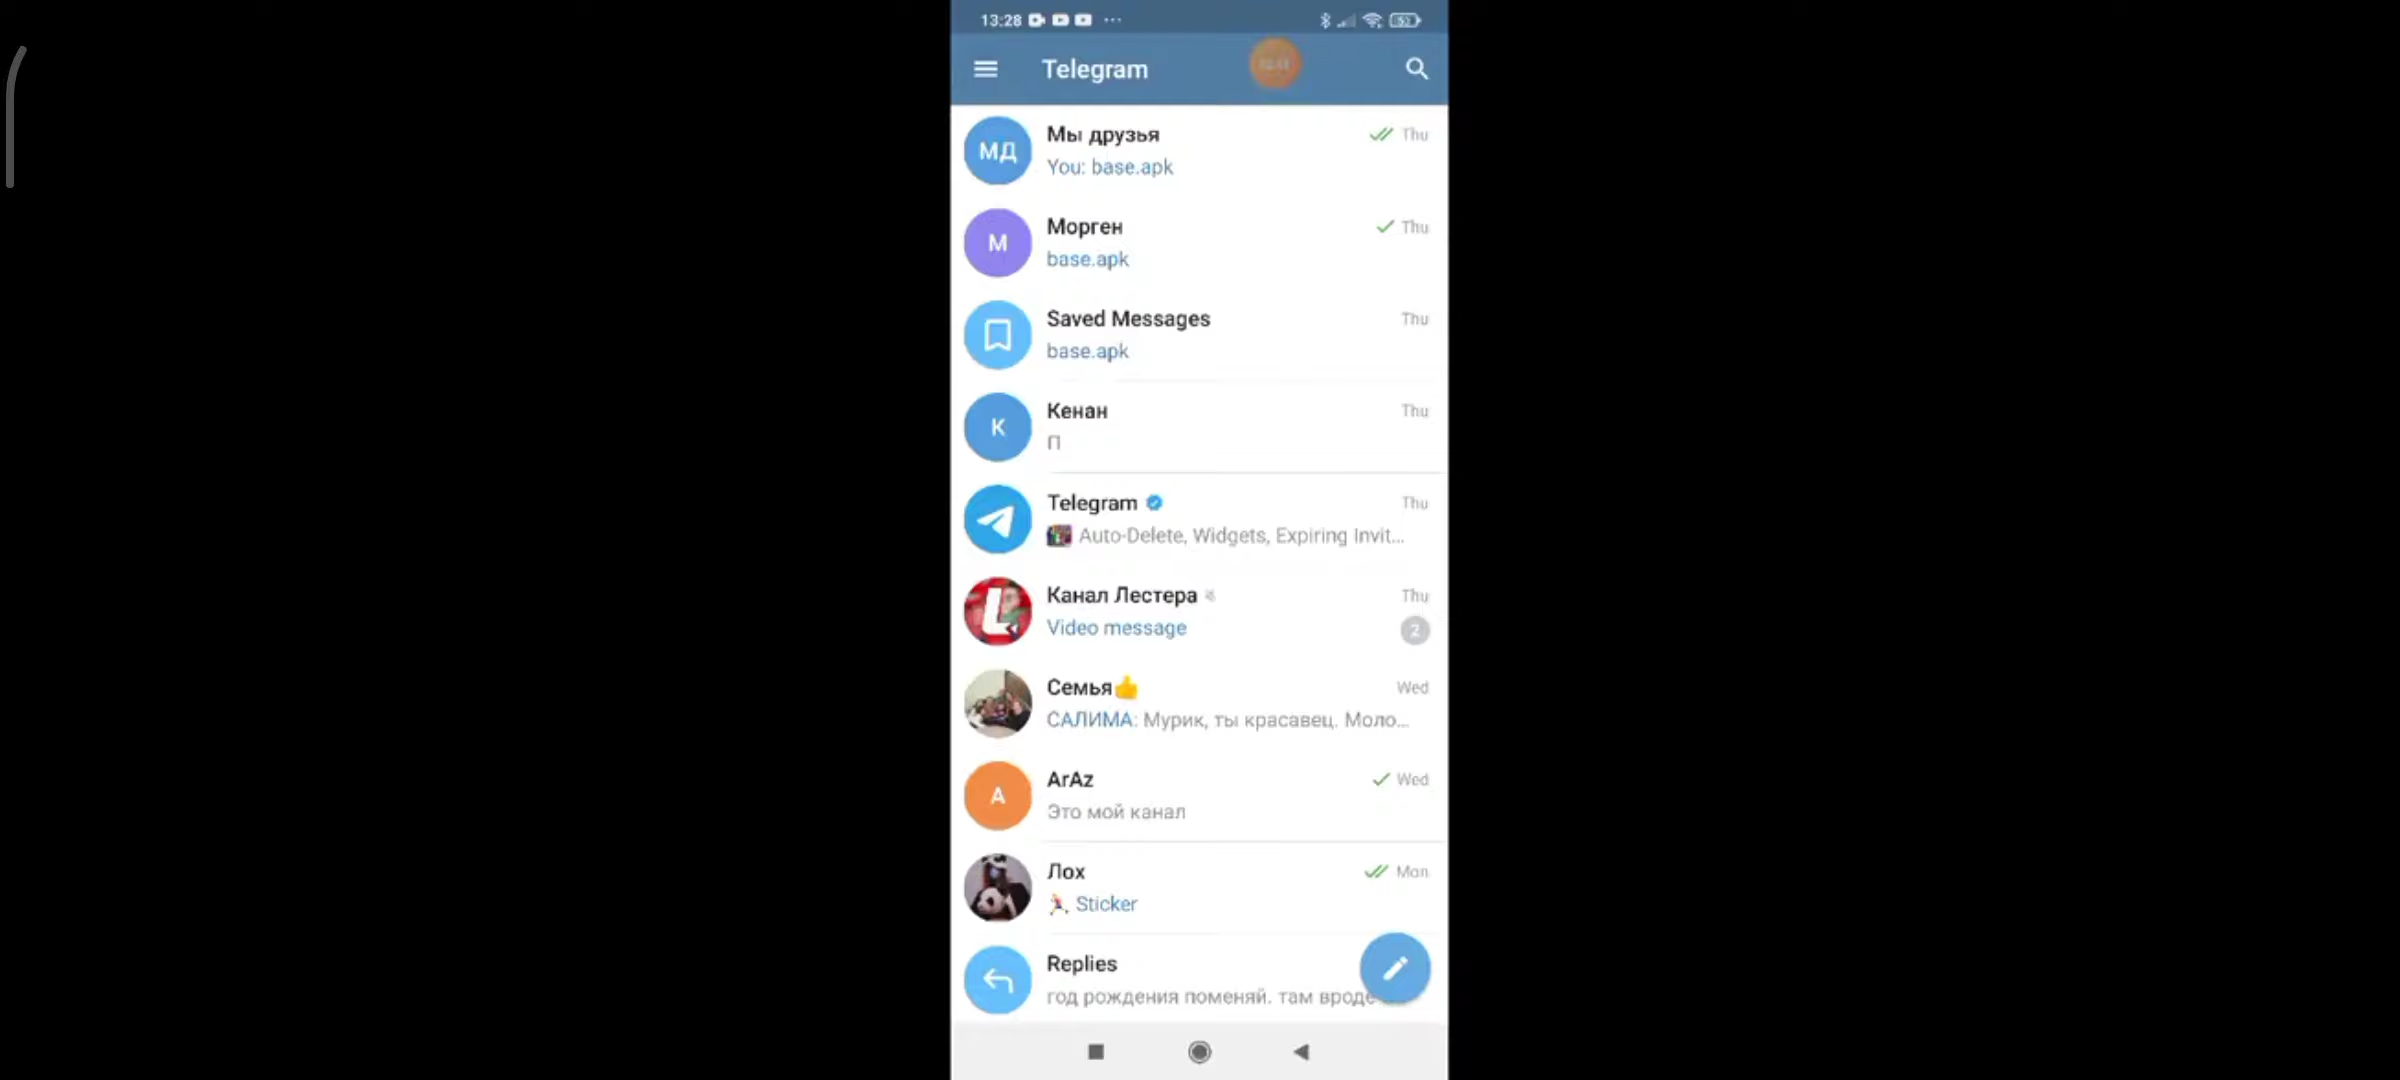 13:28
53
Telegram
МД
Мы друзья
Thu
You: base.apk
М
Морген
Thu
base.apk
Saved Messages
Thu
base.apk
К
Кенан
Thu
П
Telegram
Thu
Auto-Delete, Widgets, Expiring Invit...
L
Канал Лестера
Thu
Video message
2
Семья👍
Wed
САЛИМА: Мурик, ты красавец. Моло...
A
ArAz
Wed
Это мой канал
Лох
Mon
Sticker
Replies
год рождения поменяй. там вроде